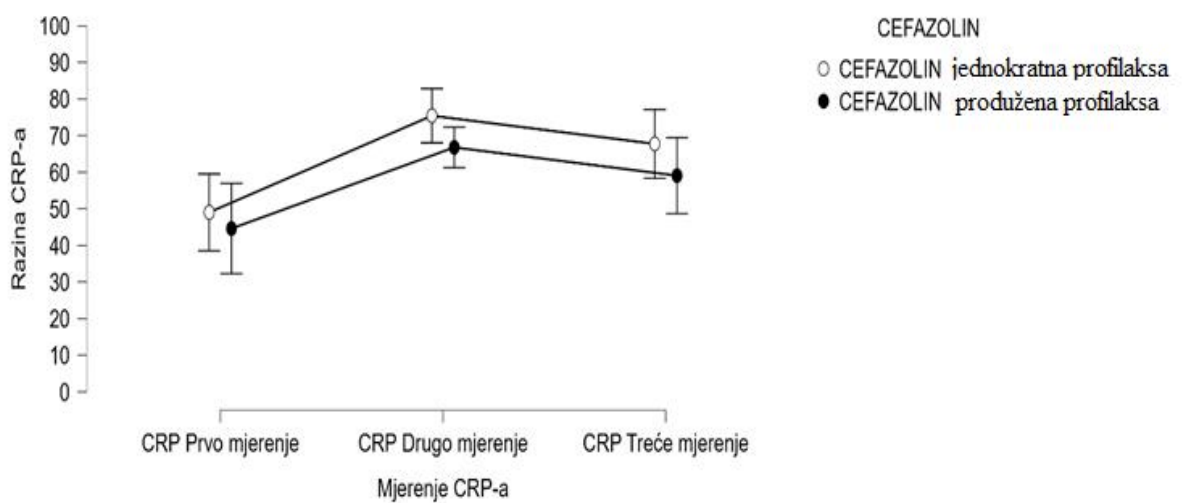 CEFAZOLIN
CEFAZOLIN jednokratna profilaksa
CEFAZOLIN produžena profilaksa
100
90
80
70
60
50
40
30
20
10
0
Razina CRP-a
CRP Prvo mjerenje CRP Drugo mjerenje CRP Treće mjerenje
Mjerenje CRP-a